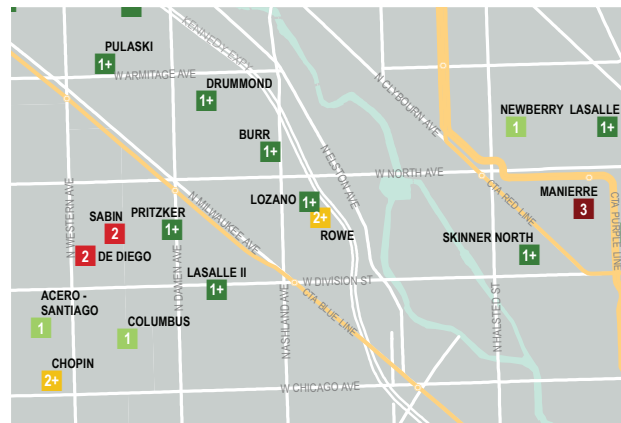 PULASKI
1+
KENNEDY EXPY
W ARMITAGE AVE
DRUMMOND
1+
N CLYBOURN AVE
NEWBERRY
1
LASALLE
1+
BURR
1+
N ELSTON AVE
W NORTH AVE
CTA RED LINE
MANIERRE
3
CTA PURPLE LINE
N WESTERN AVE
LOZANO
1+
2+
ROWE
SABIN
2
PRITZKER
1+
N MILWAUKEE AVE
2
DE DIEGO
SKINNER NORTH
1+
N DAMEN AVE
LASALLE II
1+
W DIVISION ST
CTA BLUE LINE
N ASHLAND AVE
N HALSTED ST
ACERO -
SANTIAGO
1
COLUMBUS
1
CHOPIN
2+
W CHICAGO AVE